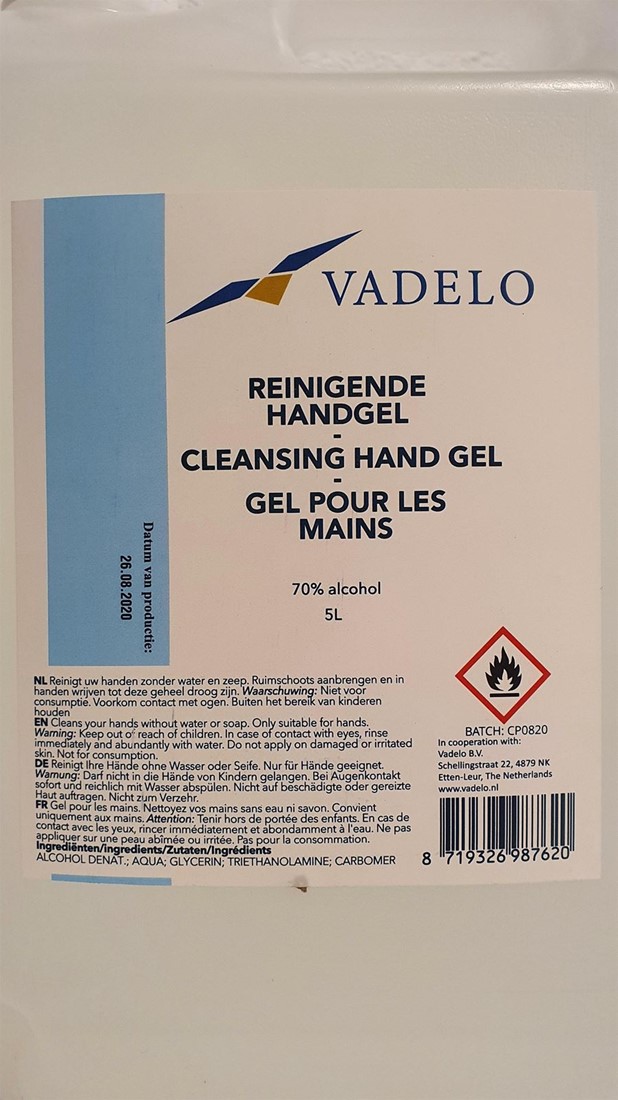 VADELO
REINIGENDE
HANDGEL
-
CLEANSING HAND GEL
-
GEL POUR LES
MAINS
70% alcohol
5L
Datum van productie:
26.08.2020
NL Reinigt uw handen zonder water en zeep. Ruimschoots aanbrengen en in
handen wrijven tot deze geheel droog zijn. Waarschuwing: Niet voor
consumptie. Voorkom contact met ogen. Buiten het bereik van kinderen
houden
EN Cleans your hands without water or soap. Only suitable for hands.
Warning: Keep out of reach of children. In case of contact with eyes, rinse
immediately and abundantly with water. Do not apply on damaged or irritated
skin. Not for consumption.
DE Reinigt Ihre Hände ohne Wasser oder Seife. Nur für Hände geeignet.
Warnung: Darf nicht in die Hände von Kindern gelangen. Bei Augenkontakt
sofort und reichlich mit Wasser abspülen. Nicht auf beschädigte oder gereizte
Haut auftragen. Nicht zum Verzehr.
FR Gel pour les mains. Nettoyez vos mains sans eau ni savon. Convient
uniquement aux mains. Attention: Tenir hors de portée des enfants. En cas de
contact avec les yeux, rincer immédiatement et abondamment à l'eau. Ne pas
appliquer sur une peau abîmée ou irritée. Pas pour la consommation.
Ingrediënten/ingredients/Zutaten/Ingrédients
ALCOHOL DENAT.; AQUA; GLYCERIN; TRIETHANOLAMINE; CARBOMER
BATCH: CP0820
In cooperation with:
Vadelo B.V.
Schellingstraat 22, 4879 NK
Etten-Leur, The Netherlands
www.vadelo.nl
8 719326 987620